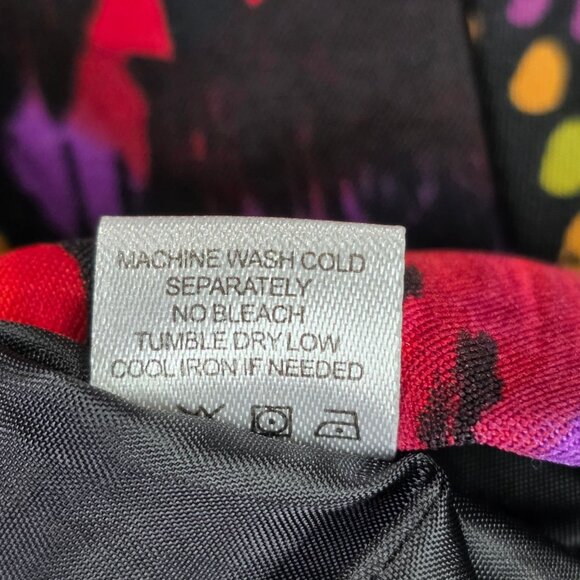 MACHINE WASH COLD
SEPARATELY
NO BLEACH
TUMBLE DRY LOW
COOL IRON IF NEEDED